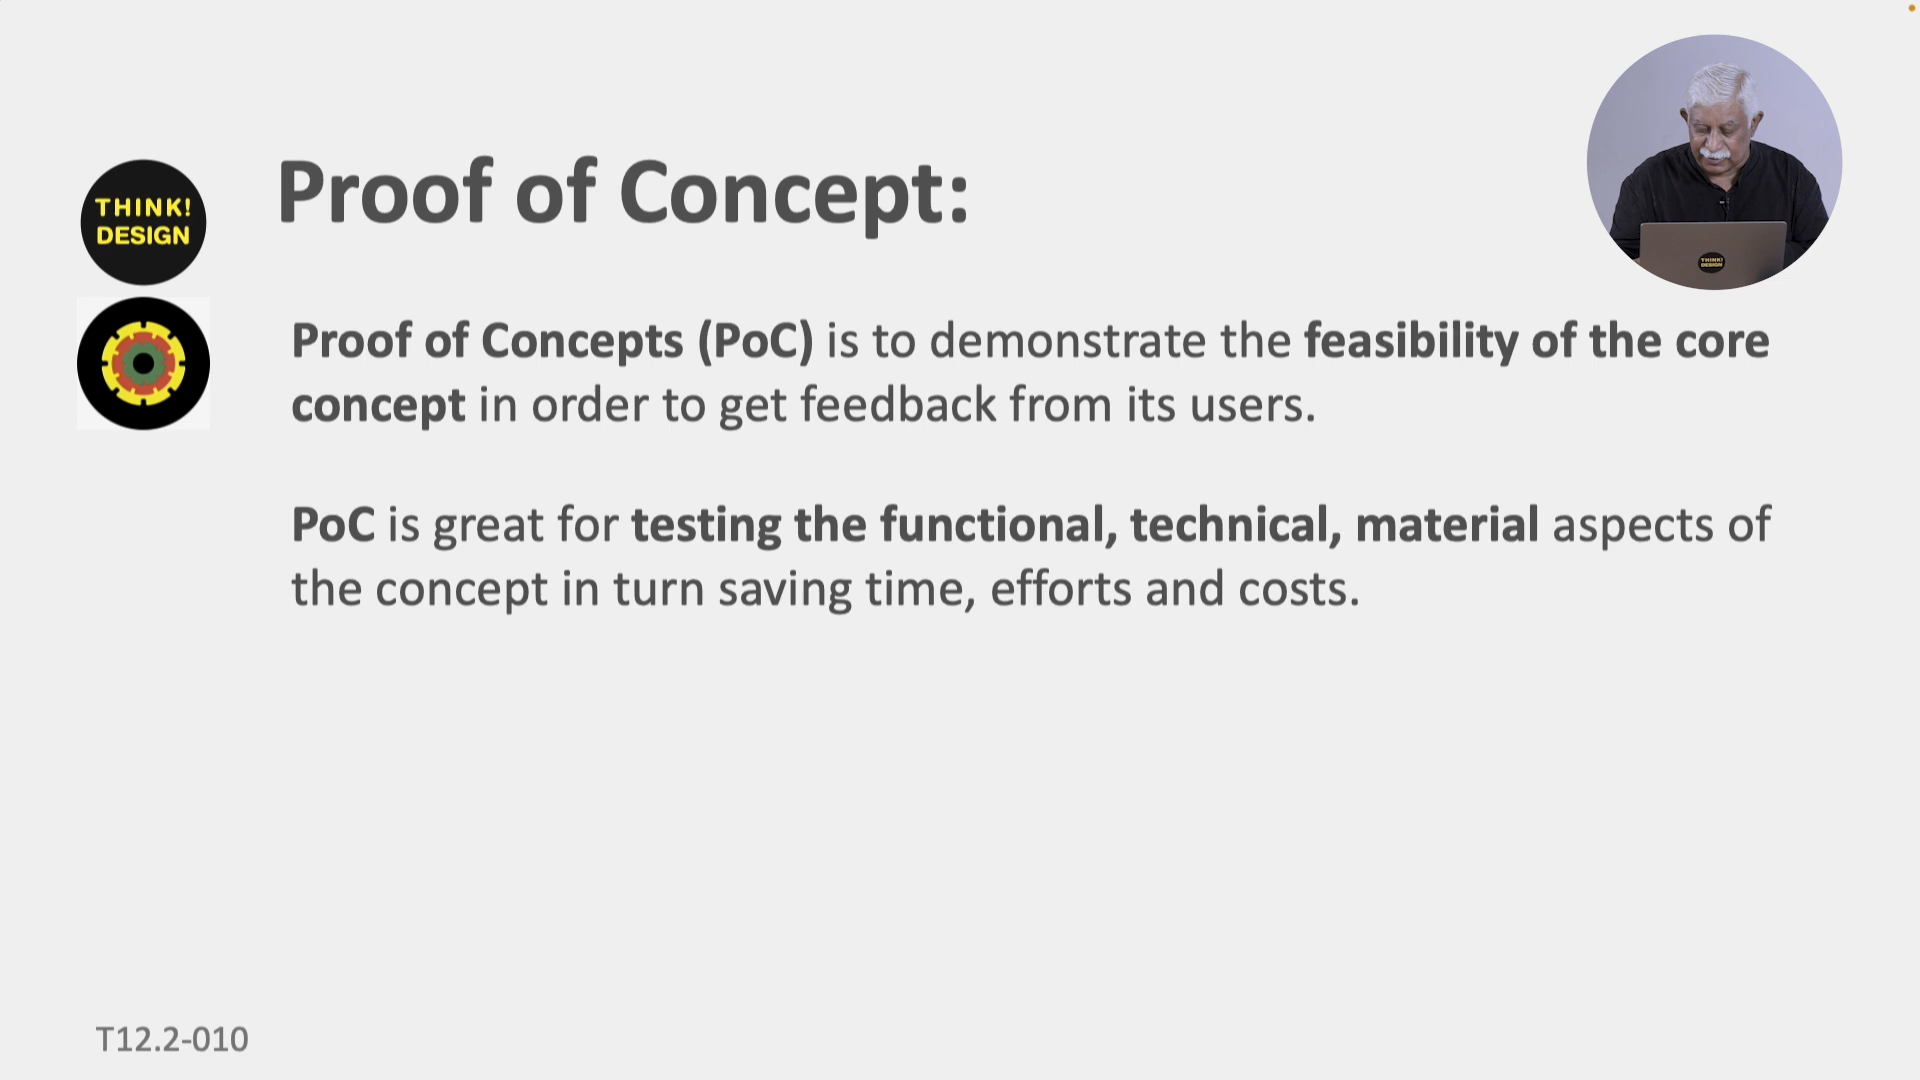 THINK!
DESIGN
Proof of Concept:
THINK!
DESIGN
Proof of Concepts (PoC) is to demonstrate the feasibility of the core
concept in order to get feedback from its users.
PoC is great for testing the functional, technical, material aspects of
the concept in turn saving time, efforts and costs.
T12.2-010